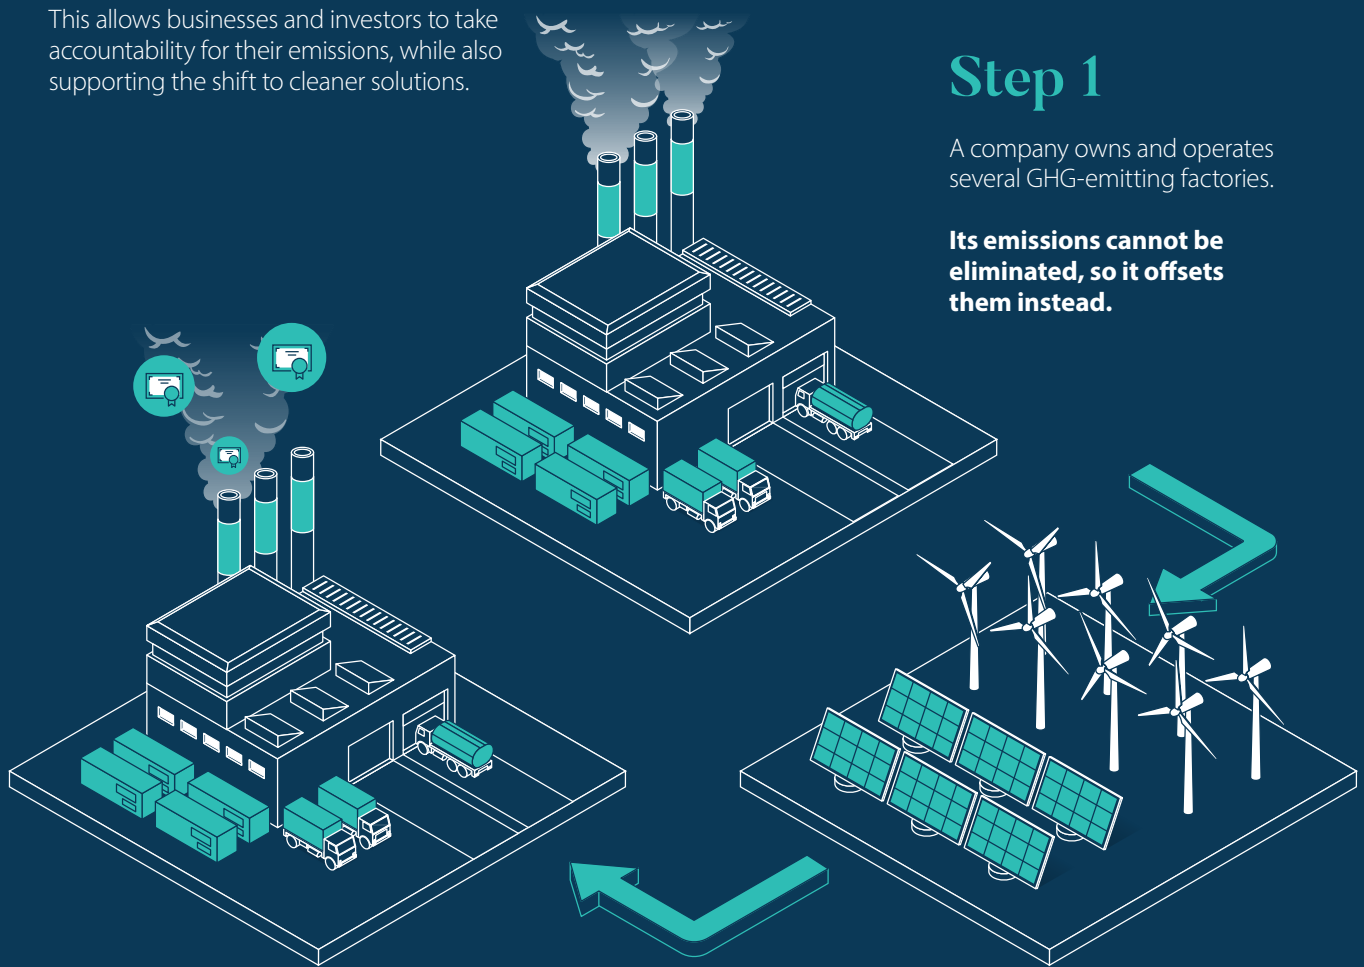 This allows businesses and investors to take
accountability for their emissions, while also
supporting the shift to cleaner solutions.
Step 1
A company owns and operates
several GHG-emitting factories.
Its emissions cannot be
eliminated, so it offsets
them instead.